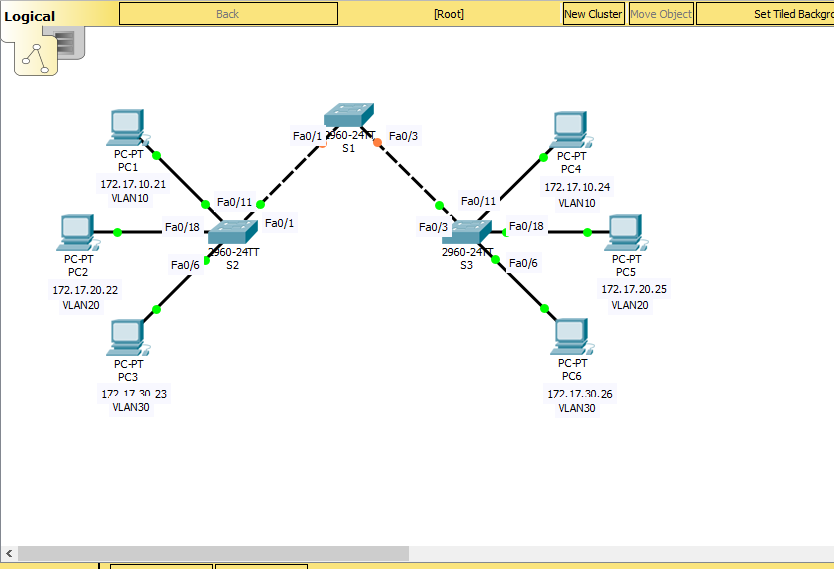 Logical
Back
[Root]
New Cluster
Move Object
Set Tiled Backgro
Fa0/1
Fa0/3
2960-24TT
S1
PC-PT
PC1
172.17.10.21
VLAN10
PC-PT
PC4
172.17.10.24
VLAN10
Fa0/11
Fa0/1
Fa0/18
2960-24TT
S2
Fa0/6
Fa0/11
Fa0/3
Fa0/18
2960-24TT
S3
Fa0/6
PC-PT
PC2
172.17.20.22
VLAN20
PC-PT
PC5
172.17.20.25
VLAN20
PC-PT
PC3
172.17.30.23
VLAN30
PC-PT
PC6
172.17.30.26
VLAN30